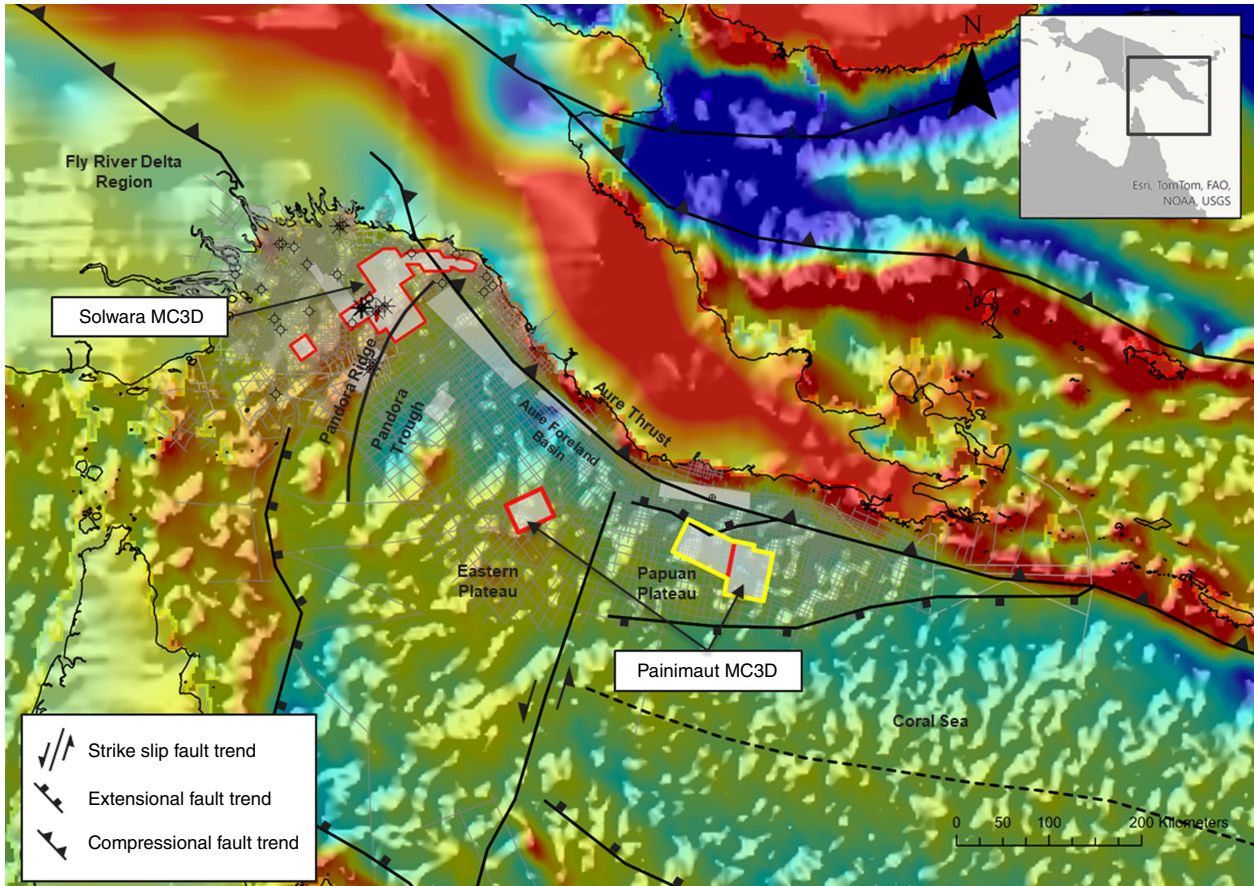 N
Esri, TomTom, FAO,
NOAA, USGS
Fly River Delta
Region
Solwara MC3D
Pandora Ridge
Pandora
Trough
Aure Foreland
Basin
Aure Thrust
Eastern
Plateau
Papuan
Plateau
Painimaut MC3D
Coral Sea
Strike slip fault trend
Extensional fault trend
Compressional fault trend
0 50 100 200 Kilometers